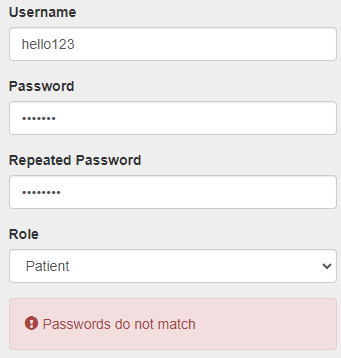 Username
hello123
Password
•••••••
Repeated Password
••••••••
Role
Patient
Passwords do not match